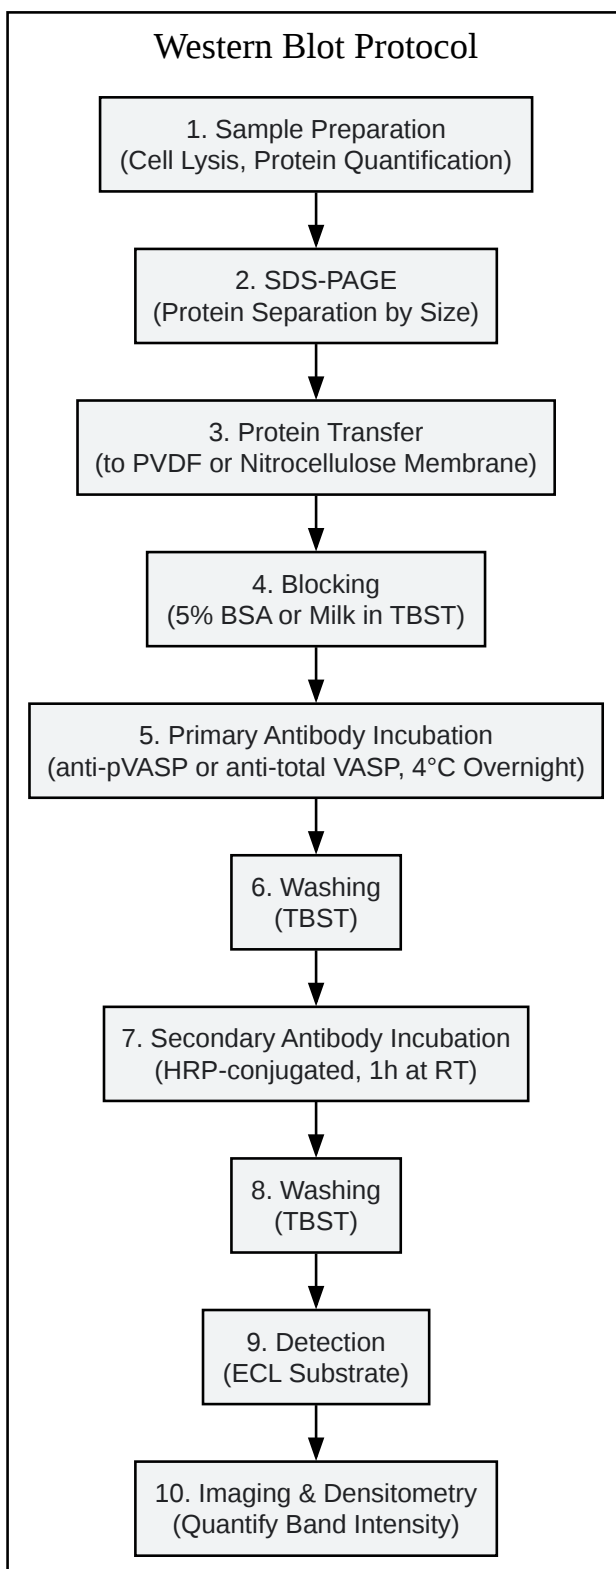 Western Blot Protocol
1. Sample Preparation
(Cell Lysis, Protein Quantification)
2. SDS-PAGE
(Protein Separation by Size)
3. Protein Transfer
(to PVDF or Nitrocellulose Membrane)
4. Blocking
(5% BSA or Milk in TBST)
5. Primary Antibody Incubation
(anti-pVASP or anti-total VASP, 4°C Overnight)
6. Washing
(TBST)
7. Secondary Antibody Incubation
(HRP-conjugated, 1h at RT)
8. Washing
(TBST)
9. Detection
(ECL Substrate)
10. Imaging & Densitometry
(Quantify Band Intensity)